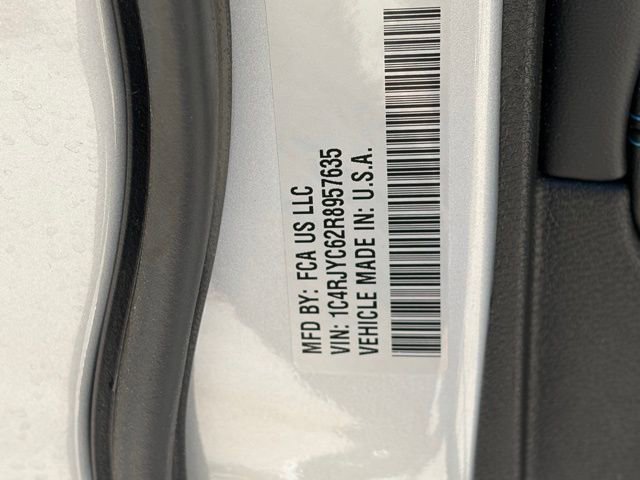 MFD BY: FCA US LLC
VIN: 1C4RJYC62R8957635
VEHICLE MADE IN: U.S.A.